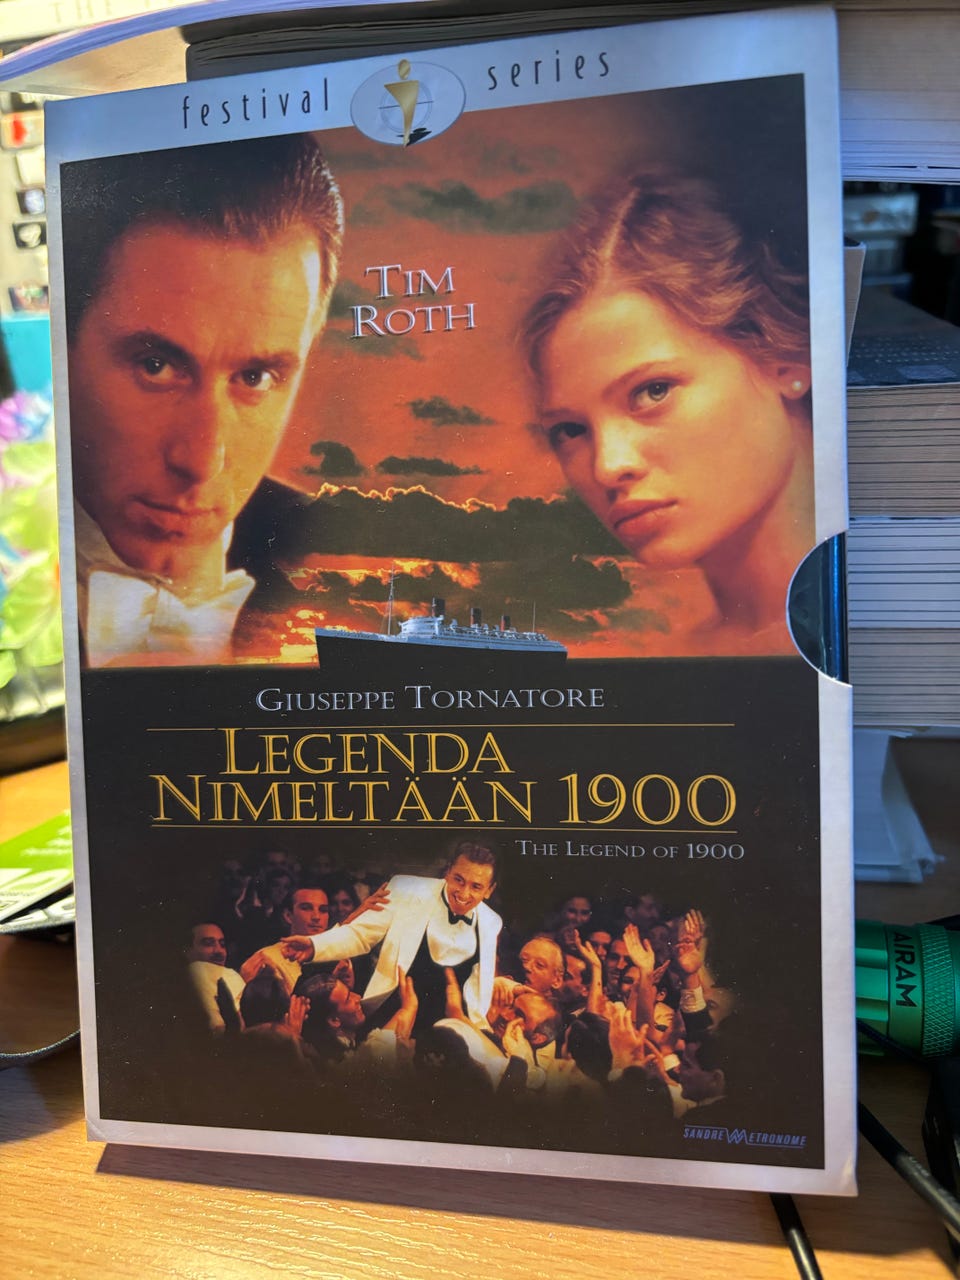 festival series
TIM
ROTH
GIUSEPPE TORNATORE
LEGENDA
NIMELTÄÄN 1900
THE LEGEND OF 1900
SANDREW METRONOME
AIRAM